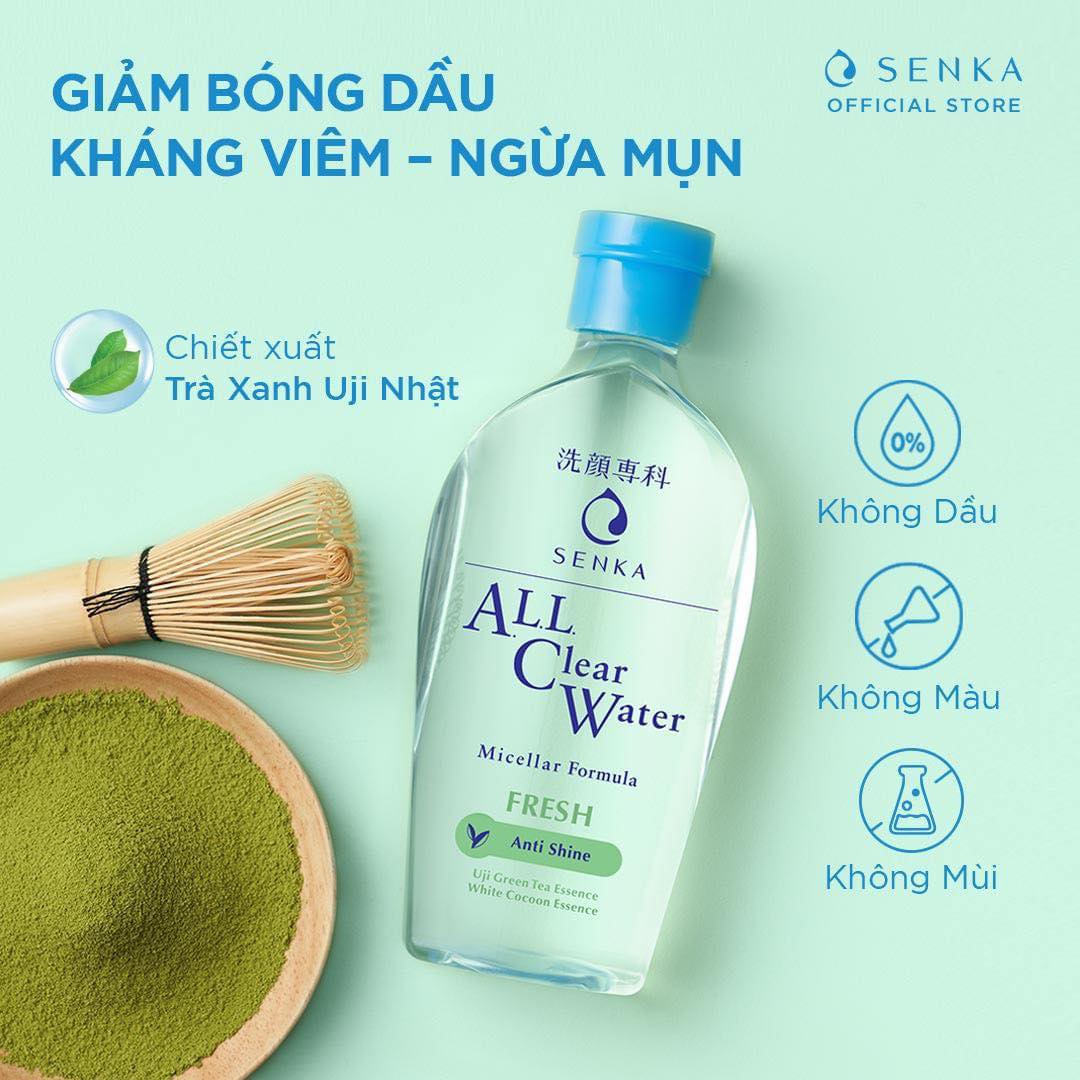 GIẢM BÓNG DẦU
KHÁNG VIÊM – NGỪA MỤN
SENKA
OFFICIAL STORE
Chiết xuất
Trà Xanh Uji Nhật
洗顔専科
SENKA
A.L.L.
Clear
Water
Micellar Formula
FRESH
Anti Shine
Uji Green Tea Essence
White Cocoon Essence
0%
Không Dầu
Không Màu
Không Mùi